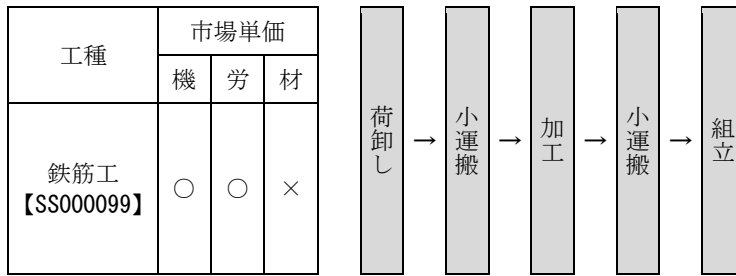 工種
市場単価
機 労 材
鉄筋工
【SS000099】
○ ○ ×
荷卸し → 小運搬 → 加工 → 小運搬 → 組立